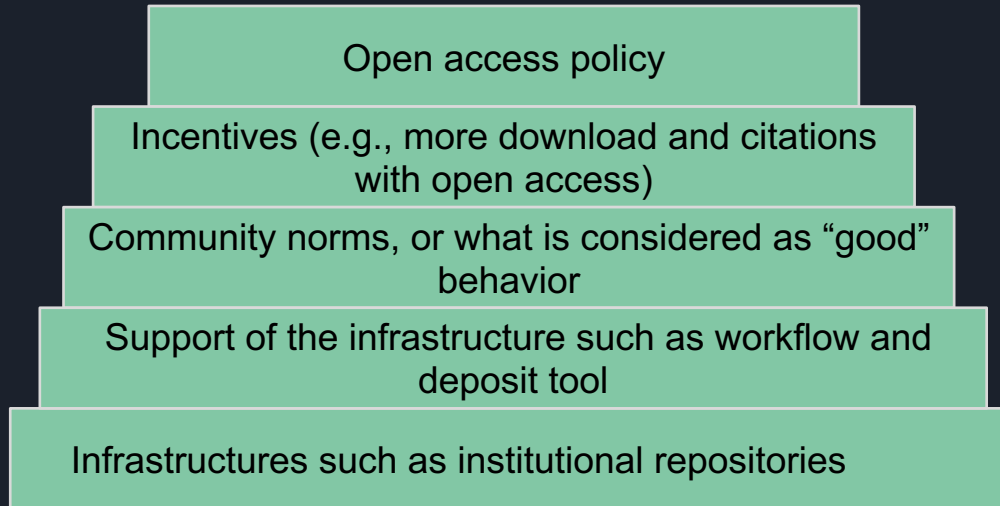 Open access policy
Incentives (e.g., more download and citations
with open access)
Community norms, or what is considered as “good”
behavior
Support of the infrastructure such as workflow and
deposit tool
Infrastructures such as institutional repositories